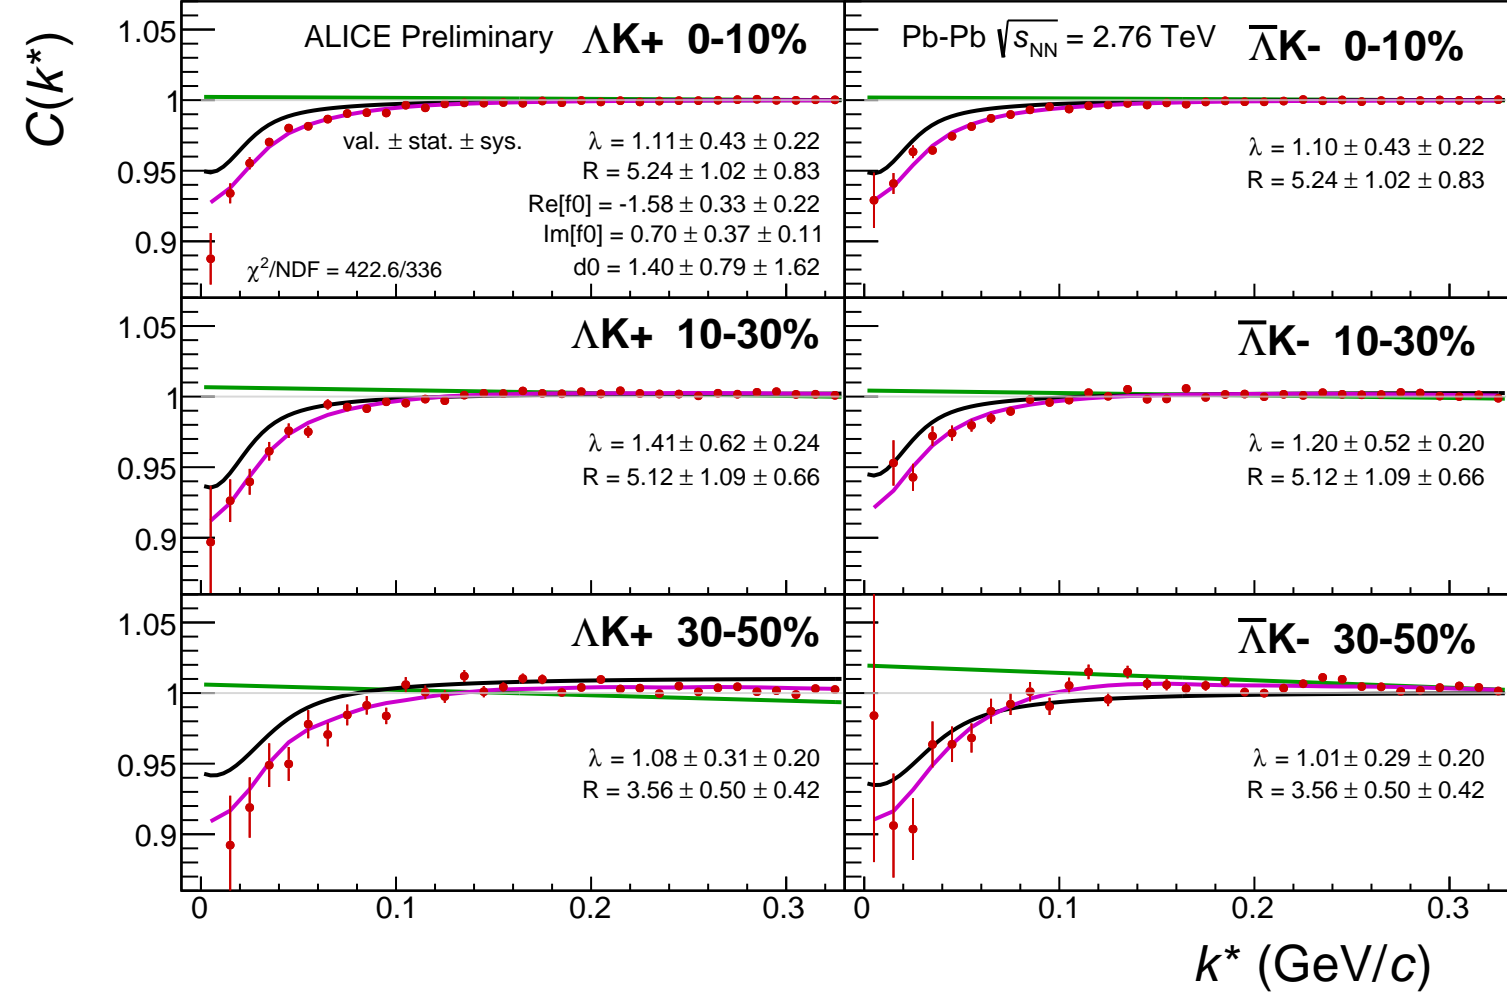 C(k*)
ALICE Preliminary ΛK+ 0-10%
1.05
1
0.95
0.9
val. ± stat. ± sys.
λ = 1.11 ± 0.43 ± 0.22
R = 5.24 ± 1.02 ± 0.83
Re[f0] = -1.58 ± 0.33 ± 0.22
Im[f0] = 0.70 ± 0.37 ± 0.11
d0 = 1.40 ± 0.79 ± 1.62
χ²/NDF = 422.6/336
Pb-Pb √sNN = 2.76 TeV Λ̅K- 0-10%
λ = 1.10 ± 0.43 ± 0.22
R = 5.24 ± 1.02 ± 0.83
ΛK+ 10-30%
1.05
1
0.95
0.9
λ = 1.41 ± 0.62 ± 0.24
R = 5.12 ± 1.09 ± 0.66
Λ̅K- 10-30%
λ = 1.20 ± 0.52 ± 0.20
R = 5.12 ± 1.09 ± 0.66
ΛK+ 30-50%
1.05
1
0.95
0.9
λ = 1.08 ± 0.31 ± 0.20
R = 3.56 ± 0.50 ± 0.42
Λ̅K- 30-50%
λ = 1.01 ± 0.29 ± 0.20
R = 3.56 ± 0.50 ± 0.42
0 0.1 0.2 0.3 0 0.1 0.2 0.3
k* (GeV/c)